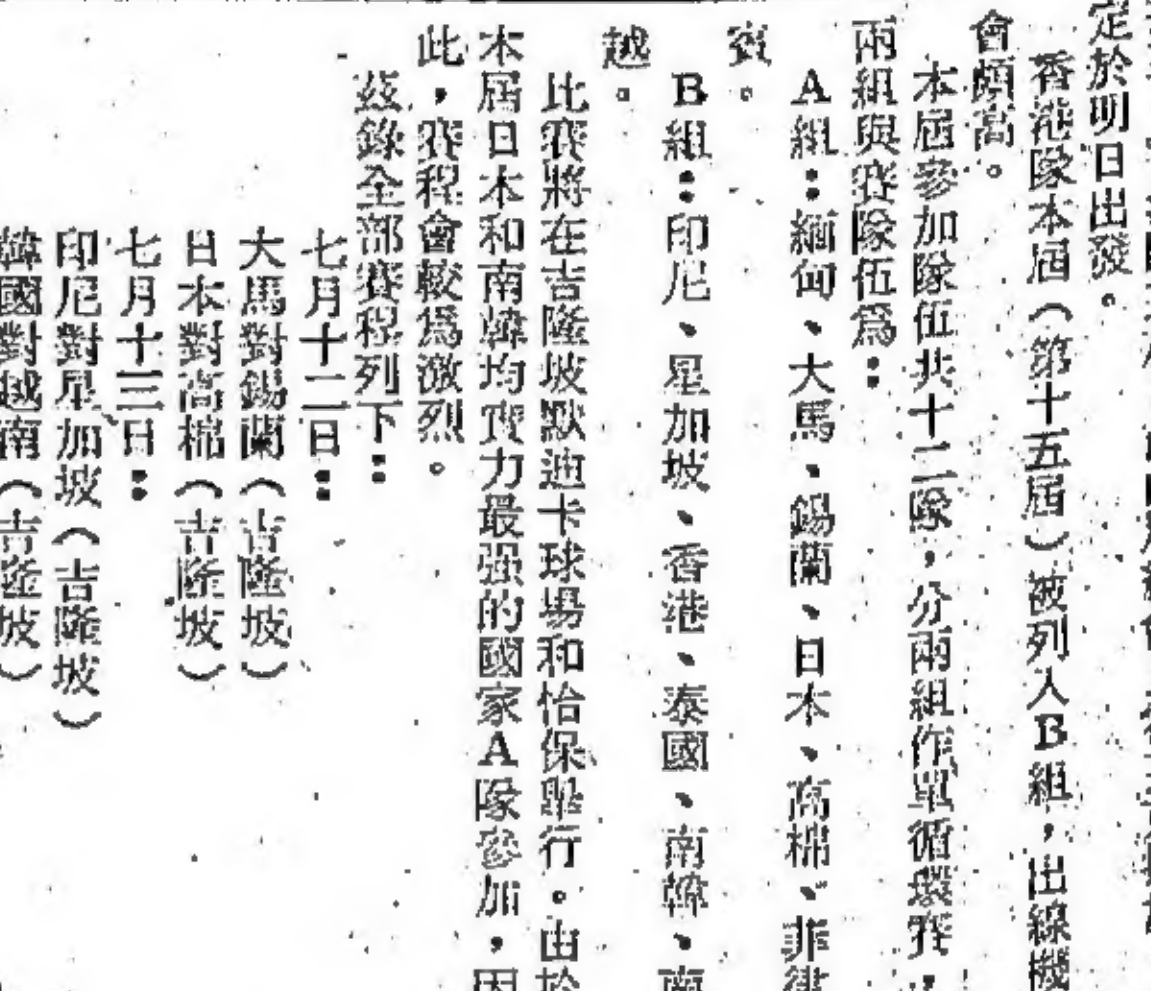 定於明日出發。
香港隊本屆（第十五屆）被列入B組，出線機
會頗高。
本屆參加隊伍共十二隊，分兩組作單循環賽，
兩組與賽隊伍爲：
A組：緬甸、大馬、錫蘭、日本、高棉、菲律
賓。
B組：印尼、星加坡、香港、泰國、南韓、南
越。
比賽將在吉隆坡默迪卡球場和怡保舉行。由於
本屆日本和南韓均實力最强的國家A隊參加，因
此，賽程會較爲激烈。
茲錄全部賽程列下：
七月十二日：
大馬對錫蘭（吉隆坡）
日本對高棉（吉隆坡）
七月十三日：
印尼對星加坡（吉隆坡）
韓國對越南（吉隆坡）